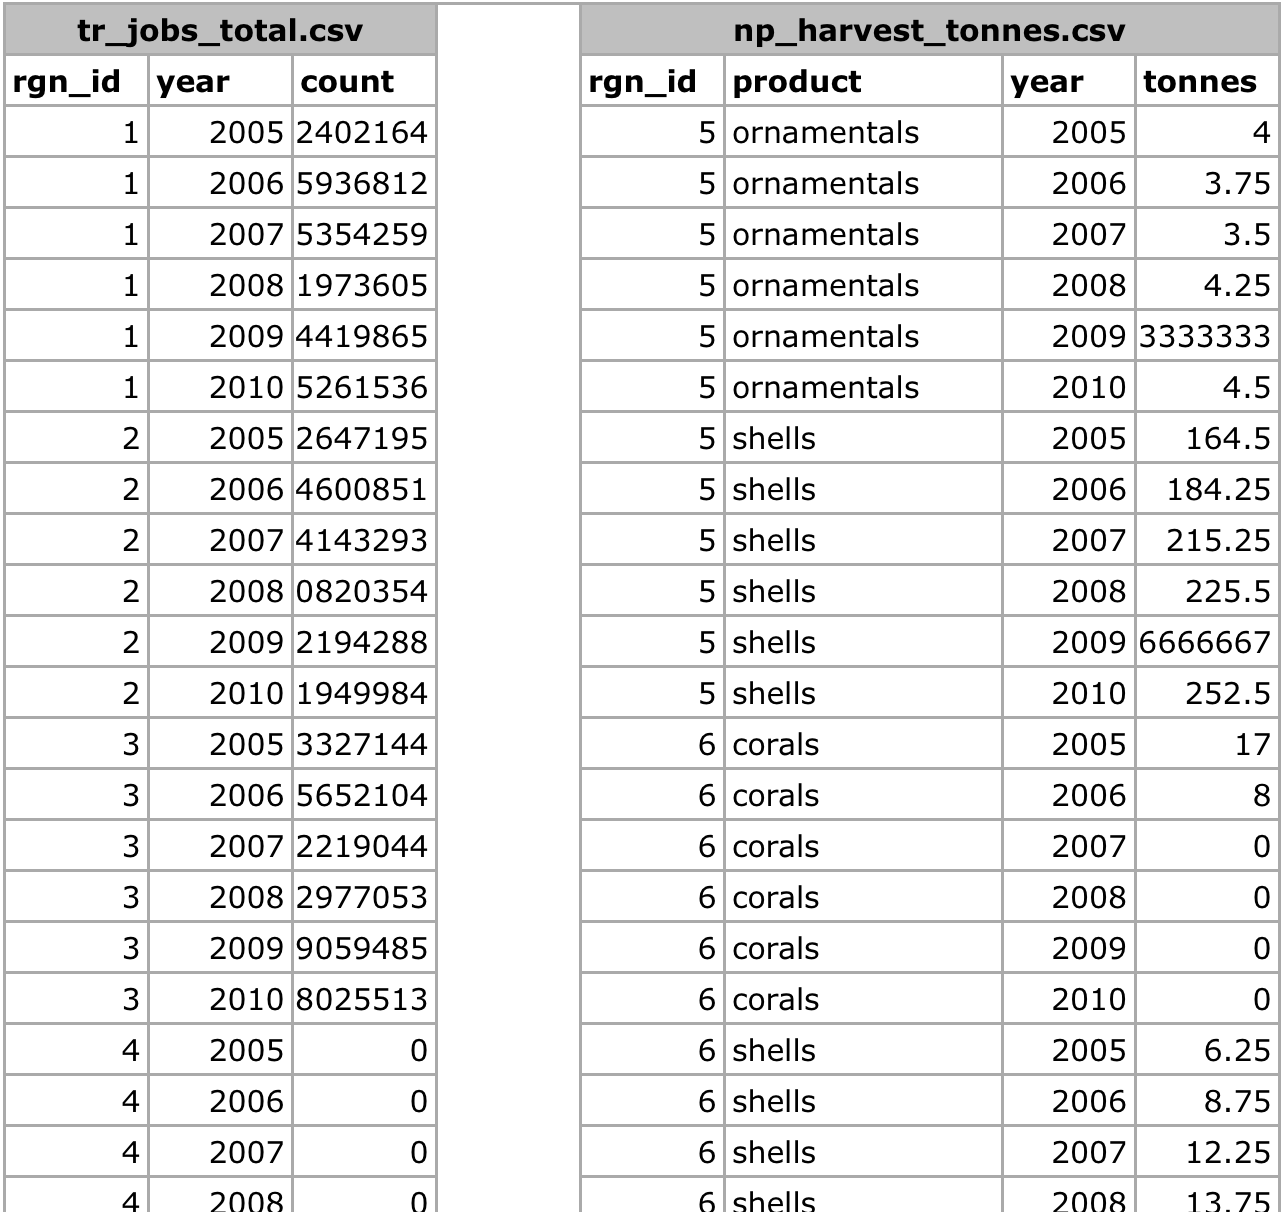 tr_jobs_total.csv np_harvest_tonnes.csv
rgn_id year count rgn_id product year tonnes
1 2005 2402164 5 ornamentals 2005 4
1 2006 5936812 5 ornamentals 2006 3.75
1 2007 5354259 5 ornamentals 2007 3.5
1 2008 1973605 5 ornamentals 2008 4.25
1 2009 4419865 5 ornamentals 2009 3333333
1 2010 5261536 5 ornamentals 2010 4.5
2 2005 2647195 5 shells 2005 164.5
2 2006 4600851 5 shells 2006 184.25
2 2007 4143293 5 shells 2007 215.25
2 2008 0820354 5 shells 2008 225.5
2 2009 2194288 5 shells 2009 6666667
2 2010 1949984 5 shells 2010 252.5
3 2005 3327144 6 corals 2005 17
3 2006 5652104 6 corals 2006 8
3 2007 2219044 6 corals 2007 0
3 2008 2977053 6 corals 2008 0
3 2009 9059485 6 corals 2009 0
3 2010 8025513 6 corals 2010 0
4 2005 0 6 shells 2005 6.25
4 2006 0 6 shells 2006 8.75
4 2007 0 6 shells 2007 12.25
4 2008 0 6 shells 2008 13.75